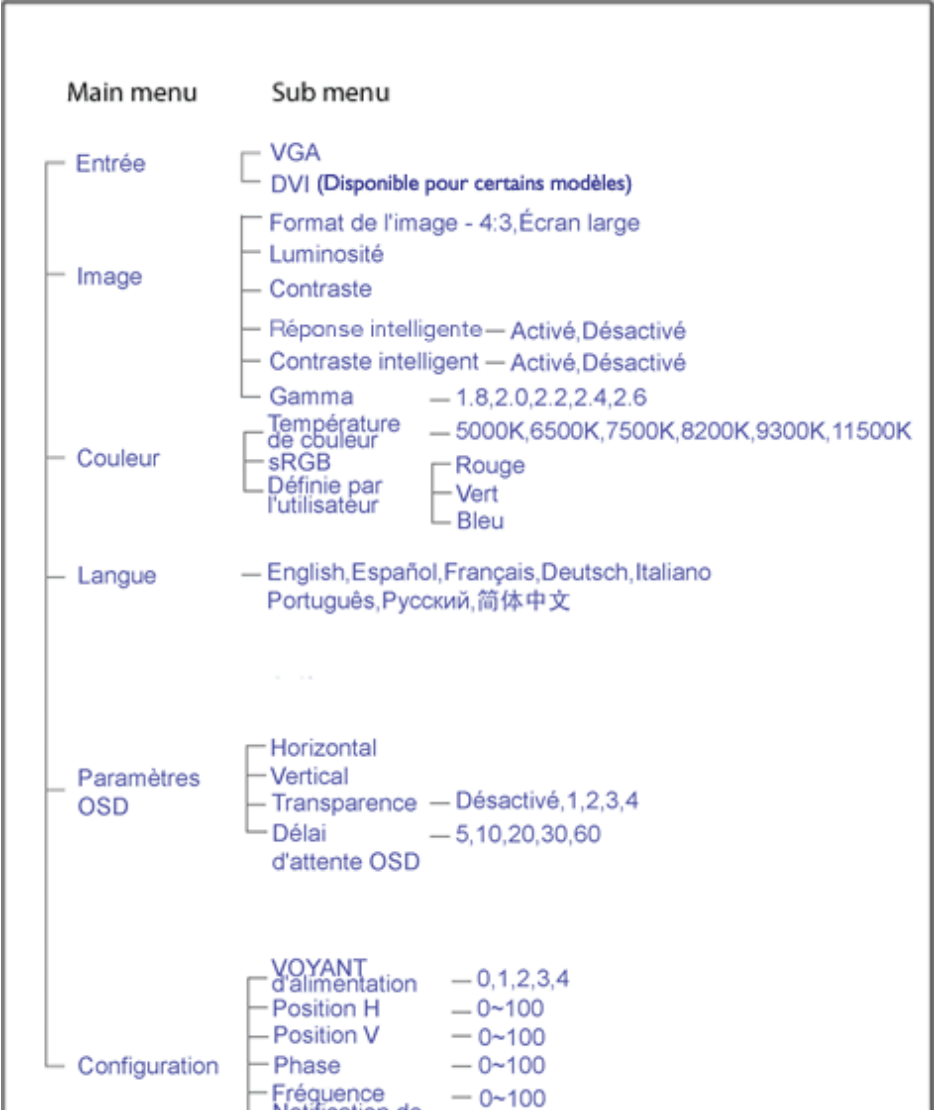 Main menu Sub menu
Entrée VGA
DVI (Disponible pour certains modèles)
Image Format de l'image - 4:3,Écran large
Luminosité
Contraste
Réponse intelligente — Activé,Désactivé
Contraste intelligent — Activé,Désactivé
Gamma — 1.8,2.0,2.2,2.4,2.6
Couleur Température
de couleur — 5000K,6500K,7500K,8200K,9300K,11500K
sRGB
Définie par
l'utilisateur
Rouge
Vert
Bleu
Langue — English,Español,Français,Deutsch,Italiano
Português,Русский,简体中文
Paramètres
OSD
Horizontal
Vertical
Transparence — Désactivé,1,2,3,4
Délai
d'attente OSD — 5,10,20,30,60
Configuration VOYANT
d'alimentation — 0,1,2,3,4
Position H — 0~100
Position V — 0~100
Phase — 0~100
Fréquence — 0~100
Notification de